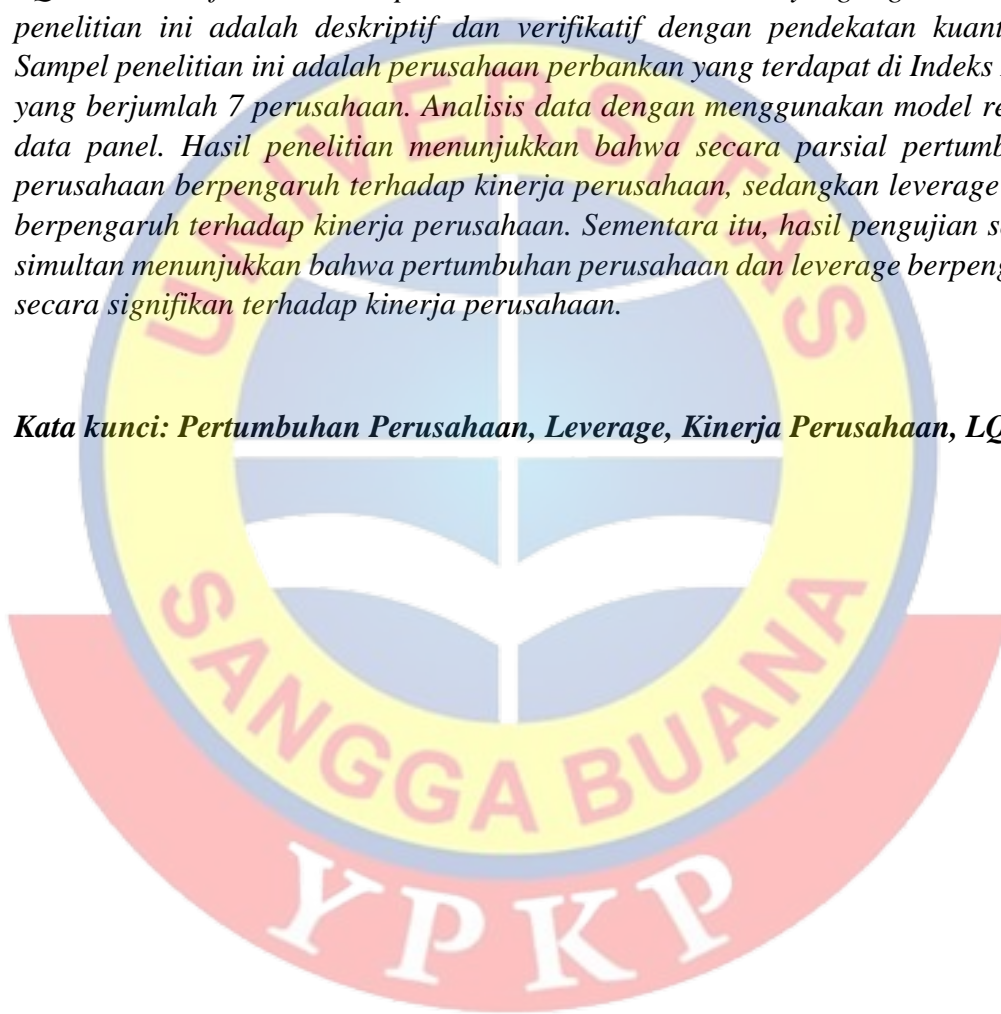 penelitian ini adalah deskriptif dan verifikatif dengan pendekatan kuant
Sampel penelitian ini adalah perusahaan perbankan yang terdapat di Indeks
yang berjumlah 7 perusahaan. Analisis data dengan menggunakan model re
data panel. Hasil penelitian menunjukkan bahwa secara parsial pertumb
perusahaan berpengaruh terhadap kinerja perusahaan, sedangkan leverage
berpengaruh terhadap kinerja perusahaan. Sementara itu, hasil pengujian se
simultan menunjukkan bahwa pertumbuhan perusahaan dan leverage berpeng
secara signifikan terhadap kinerja perusahaan.
Kata kunci: Pertumbuhan Perusahaan, Leverage, Kinerja Perusahaan, LQ
UNIVERSITAS
SANGGA BUANA
YPKP